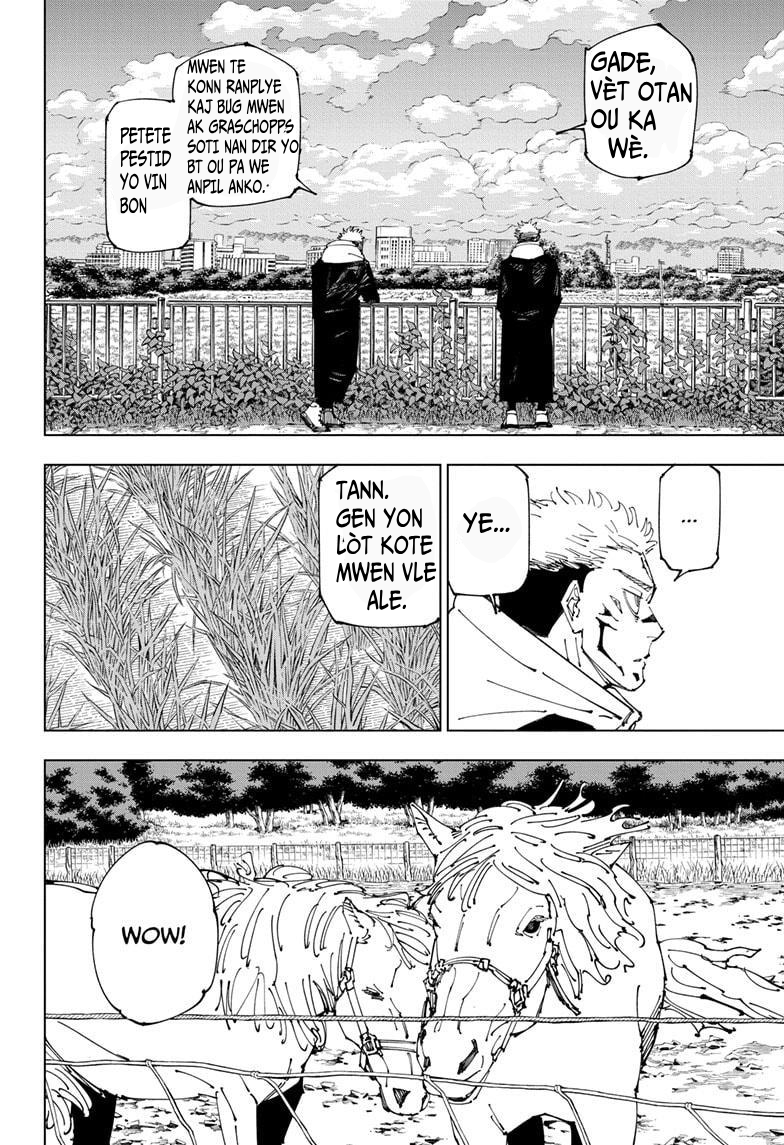 GADE,
VÈT OTAN
OU KA
WÈ.
MWEN TE
KONN RANPLYE
KAJ BUG MWEN
AK GRASCHOPPS
SOTI NAN DIR YO
BT OU PA WE
ANPIL ANKO.
PETETE
PESTID
YO VIN
BON
...
YE...
TANN.
GEN YON
LÒT KOTE
MWEN VLE
ALE.
WOW!